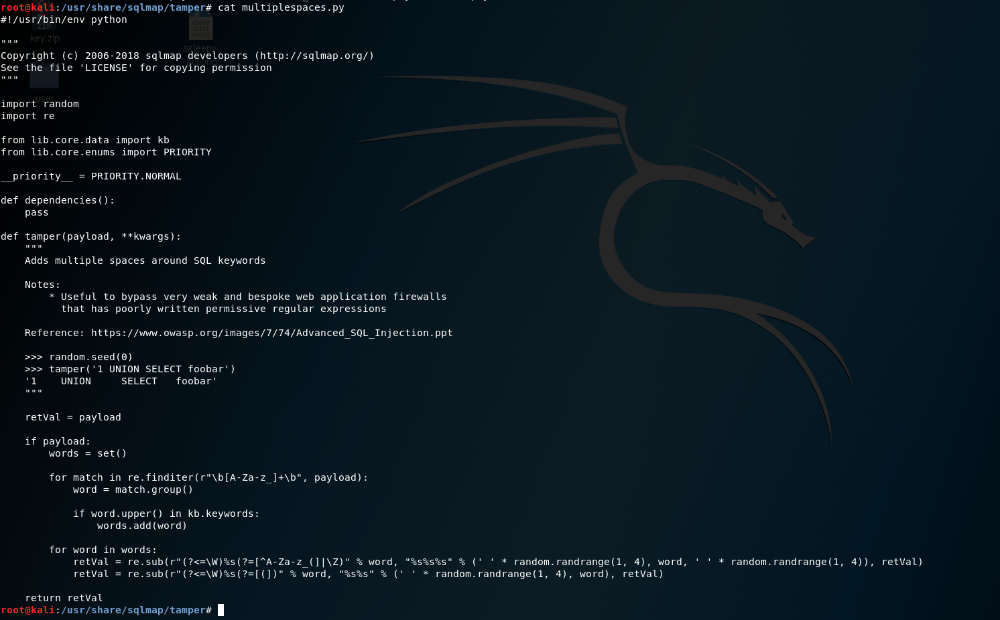 root@kali:/usr/share/sqlmap/tamper# cat multiplespaces.py
#!/usr/bin/env python
key.zip
"""
ssleepy.
Copyright (c) 2006-2018 sqlmap developers (http://sqlmap.org/)
pcapng
See the file 'LICENSE' for copying permission
"""
user
import random
import re
from lib.core.data import kb
from lib.core.enums import PRIORITY
__priority__ = PRIORITY.NORMAL
def dependencies():
    pass
def tamper(payload, **kwargs):
    """
    Adds multiple spaces around SQL keywords
    Notes:
        * Useful to bypass very weak and bespoke web application firewalls
          that has poorly written permissive regular expressions
    Reference: https://www.owasp.org/images/7/74/Advanced_SQL_Injection.ppt
    >>> random.seed(0)
    >>> tamper('1 UNION SELECT foobar')
    '1    UNION     SELECT   foobar'
    """
    retVal = payload
    if payload:
        words = set()
        for match in re.finditer(r"\b[A-Za-z_]+\b", payload):
            word = match.group()
            if word.upper() in kb.keywords:
                words.add(word)
        for word in words:
            retVal = re.sub(r"(?<=\W)%s(?=[^A-Za-z_(]|\Z)" % word, "%s%s%s" % (' ' * random.randrange(1, 4), word, ' ' * random.randrange(1, 4)), retVal)
            retVal = re.sub(r"(?<=\W)%s(?=[(])" % word, "%s%s" % (' ' * random.randrange(1, 4), word), retVal)
    return retVal
root@kali:/usr/share/sqlmap/tamper#